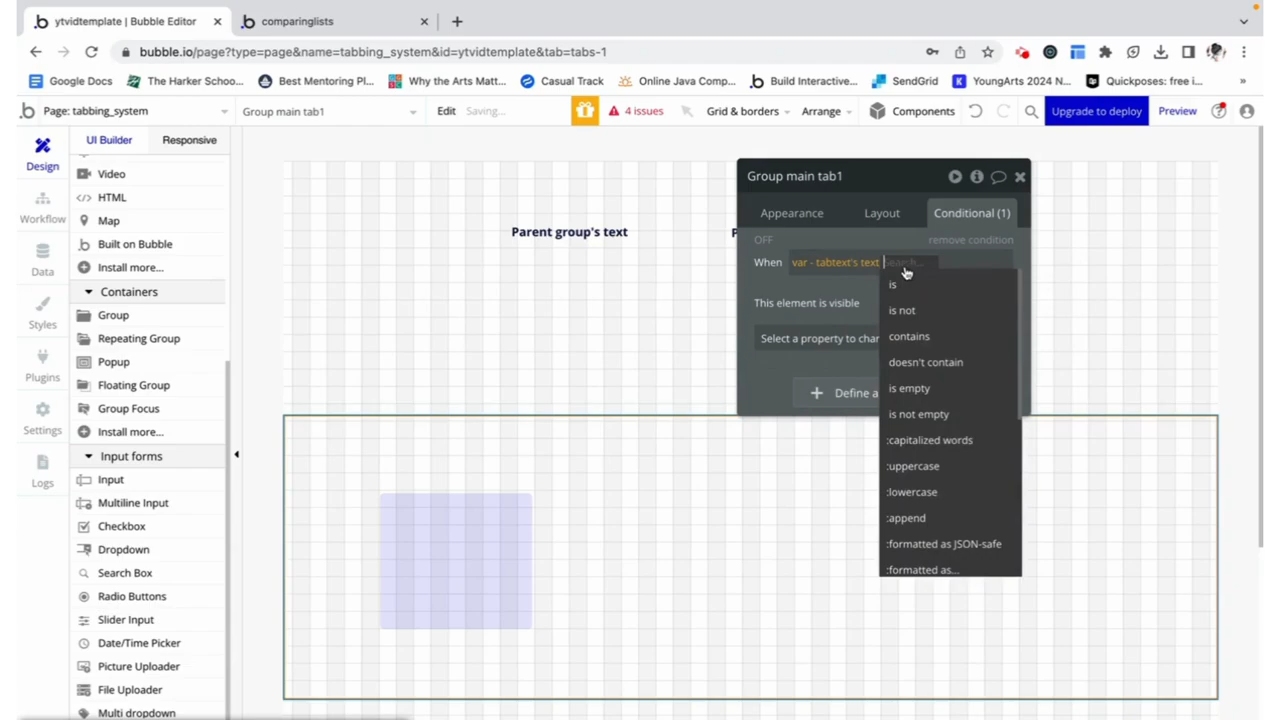 ytvidtemplate | Bubble Editor
comparinglists
bubble.io/page?type=page&name=tabbing_system&id=ytvidtemplate&tab=tabs-1
Google Docs
The Harker Schoo...
Best Mentoring Pl...
Why the Arts Matt...
Casual Track
Online Java Comp...
Build Interactive...
SendGrid
YoungArts 2024 N...
Quickposes: free i...
»
Page: tabbing_system
Group main tab1
Edit
Saving...
4 issues
Grid & borders
Arrange
Components
Upgrade to deploy
Preview
Design
Workflow
Data
Styles
Plugins
Settings
Logs
UI Builder
Responsive
Video
</> HTML
Map
Built on Bubble
Install more...
Containers
Group
Repeating Group
Popup
Floating Group
Group Focus
Install more...
Input forms
Input
Multiline Input
Checkbox
Dropdown
Search Box
Radio Buttons
Slider Input
Date/Time Picker
Picture Uploader
File Uploader
Multi dropdown
Parent group's text
P
Group main tab1
Appearance
Layout
Conditional (1)
OFF
remove condition
When
var - tabtext's text
Search...
This element is visible
Select a property to chan
Define a
is
is not
contains
doesn't contain
is empty
is not empty
:capitalized words
:uppercase
:lowercase
:append
:formatted as JSON-safe
:formatted as...